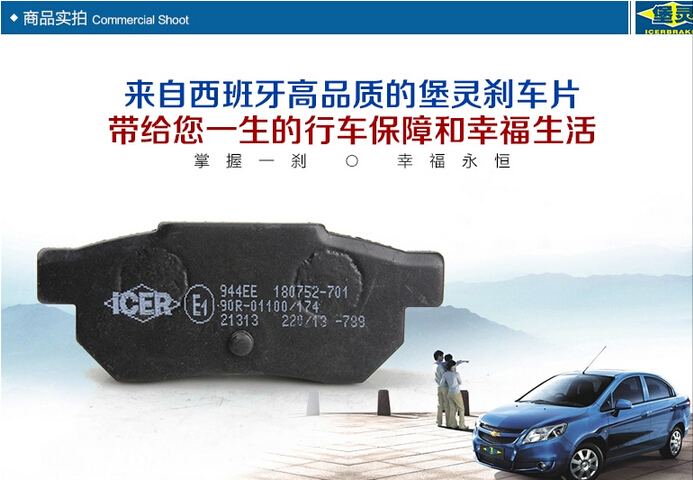 商品实拍 Commercial Shoot
堡灵
ICERBRAKE
来自西班牙高品质的堡灵刹车片
带给您一生的行车保障和幸福生活
掌握一刹 幸福永恒
944EE 180752-701
ICER E1 90R-01100/174
21313 220/13 -799